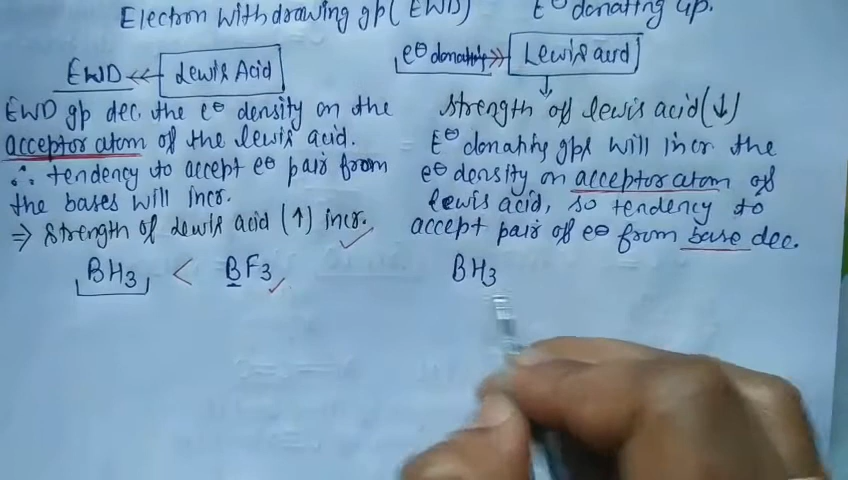 Electron withdrawing gp (EWD)
E⊖ donating gp.
EWD << Lewis Acid
EWD gp dec. the e⊖ density on the
acceptor atom of the lewis acid.
∴ tendency to accept e⊖ pair from
the bases will incr.
⇒ strength of Lewis acid (↑) incr.
BH3 < BF3
e⊖ donating >> Lewis acid
↓
strength of lewis acid (↓)
E⊖ donating gps will incr the
e⊖ density on acceptor atom of
lewis acid, so tendency to
accept pair of e⊖ from base dec.
BH3